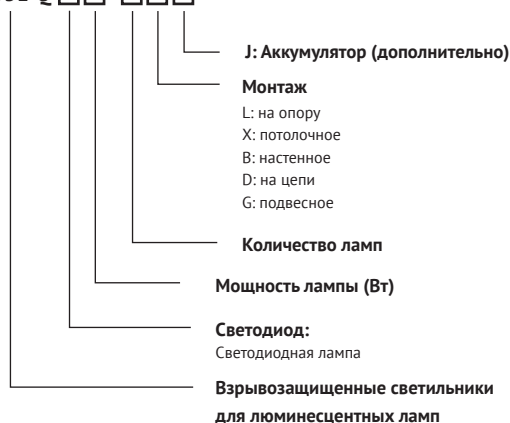 J: Аккумулятор (дополнительно)
Монтаж
L: на опору
X: потолочное
B: настенное
D: на цепи
G: подвесное
Количество ламп
Мощность лампы (Вт)
Светодиод:
Светодиодная лампа
Взрывозащищенные светильники
для люминесцентных ламп